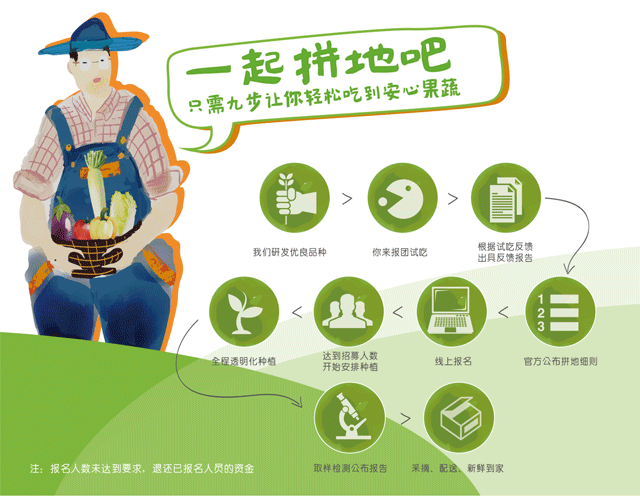 一起拼地吧
只需九步让你轻松吃到安心果蔬
我们研发优良品种
你来报团试吃
根据试吃反馈
出具反馈报告
1
2
3
官方公布拼地细则
线上报名
达到招募人数
开始安排种植
全程透明化种植
取样检测公布报告
采摘、配送、新鲜到家
注：报名人数未达到要求，退还已报名人员的资金